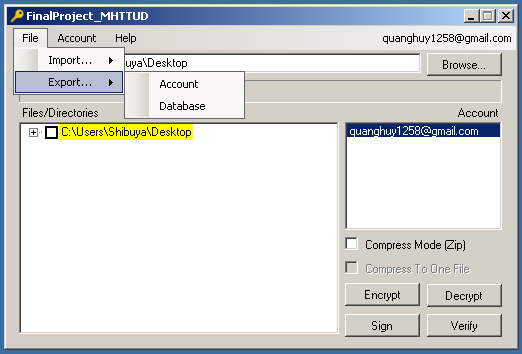 FinalProject_MHTTUD
File Account Help quanghuy1258@gmail.com
Import... buya\Desktop Browse...
Export... Account
Database
Files/Directories Account
C:\Users\Shibuya\Desktop quanghuy1258@gmail.com
Compress Mode (Zip)
Compress To One File
Encrypt Decrypt
Sign Verify